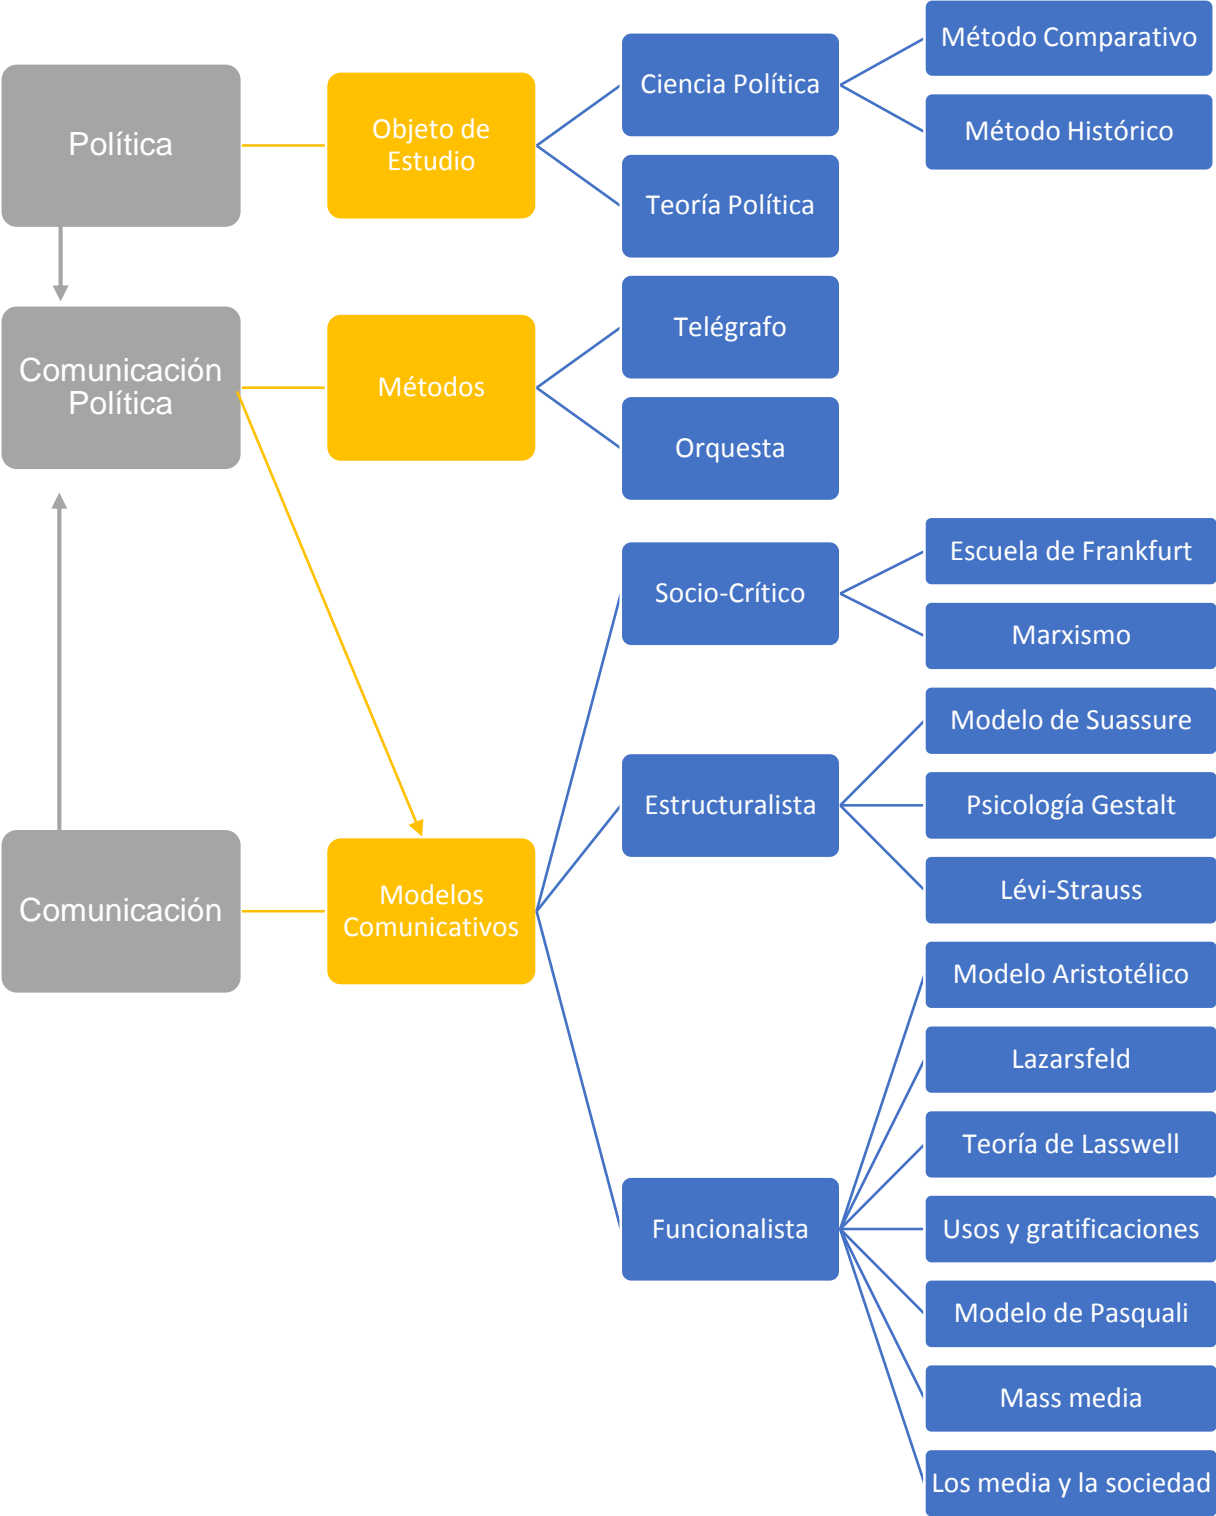 Política
Objeto de
Estudio
Ciencia Política
Método Comparativo
Método Histórico
Teoría Política
Comunicación
Política
Métodos
Telégrafo
Orquesta
Comunicación
Modelos
Comunicativos
Socio-Crítico
Escuela de Frankfurt
Marxismo
Estructuralista
Modelo de Suassure
Psicología Gestalt
Lévi-Strauss
Funcionalista
Modelo Aristotélico
Lazarsfeld
Teoría de Lasswell
Usos y gratificaciones
Modelo de Pasquali
Mass media
Los media y la sociedad